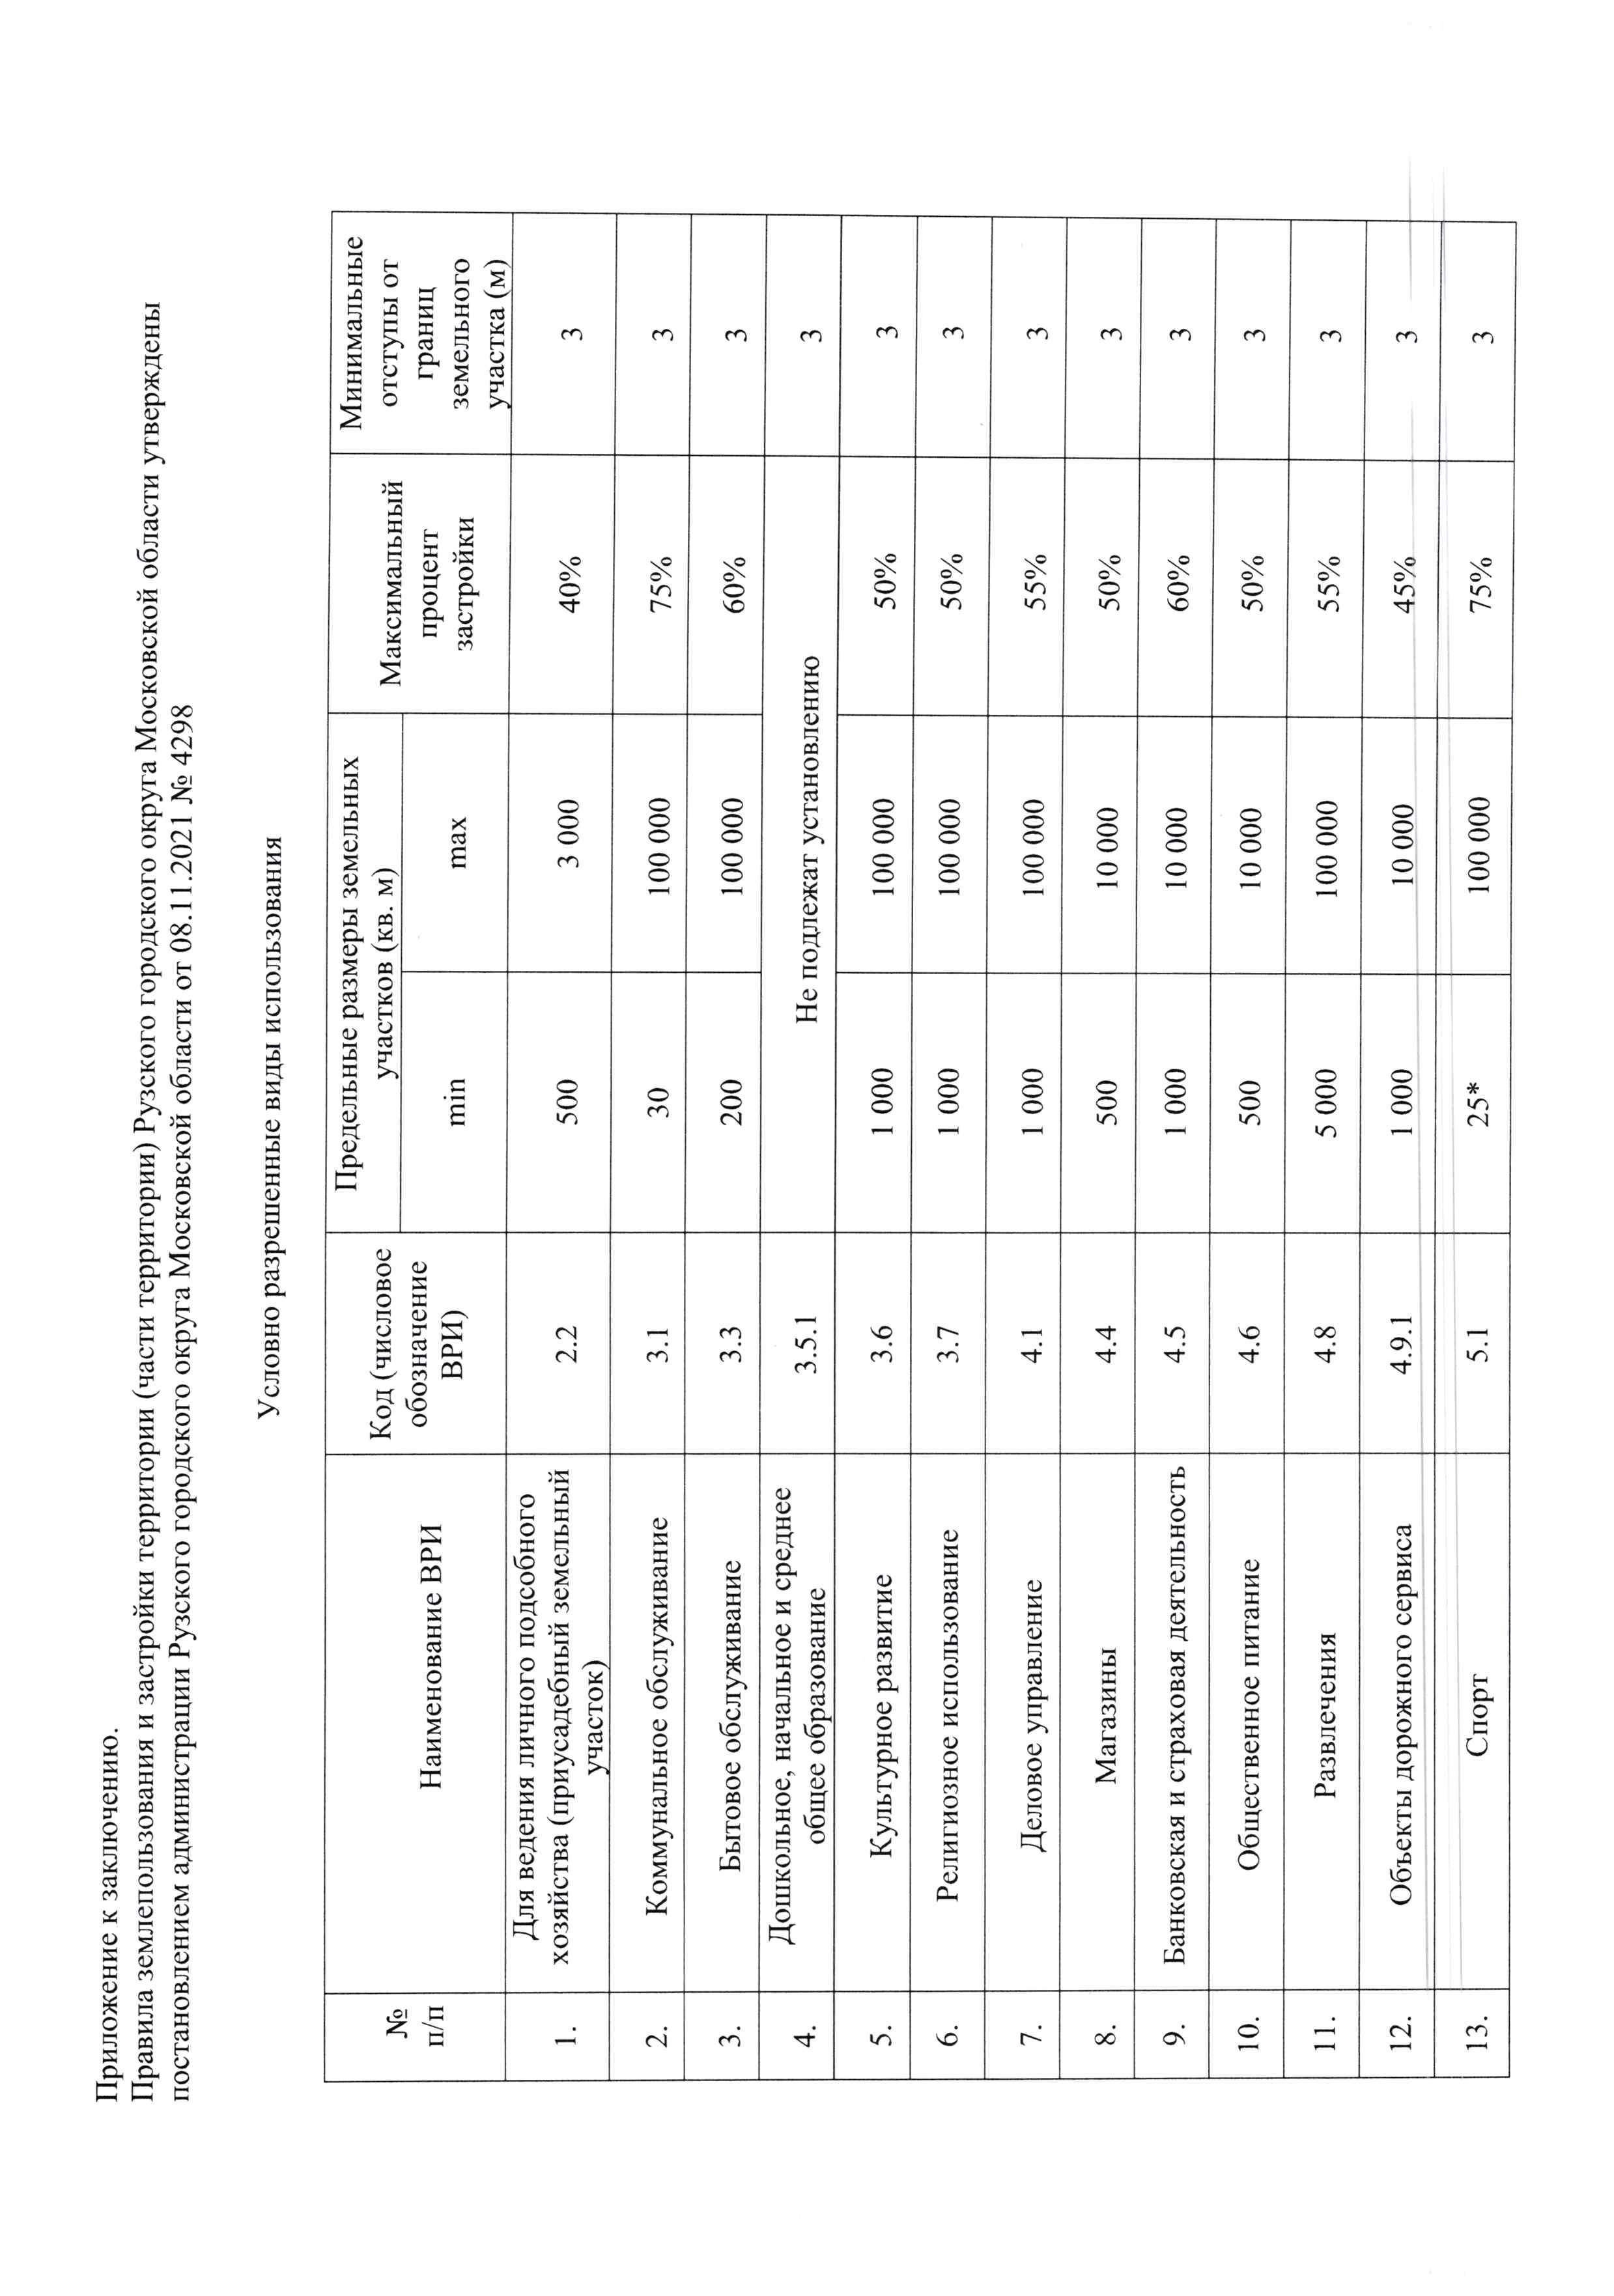 Приложение к заключению.
Правила землепользования и застройки территории (части территории) Рузского городского округа Московской области утверждены
постановлением администрации Рузского городского округа Московской области от 08.11.2021 № 4298
Условно разрешенные виды использования
№ п/п Наименование ВРИ Код (числовое обозначение ВРИ) Предельные размеры земельных участков (кв. м) Максимальный процент застройки Минимальные отступы от границ земельного участка (м)
min max
1. Для ведения личного подсобного хозяйства (приусадебный земельный участок) 2.2 500 3 000 40% 3
2. Коммунальное обслуживание 3.1 30 100 000 75% 3
3. Бытовое обслуживание 3.3 200 100 000 60% 3
4. Дошкольное, начальное и среднее общее образование 3.5.1 Не подлежат установлению 3
5. Культурное развитие 3.6 1 000 100 000 50% 3
6. Религиозное использование 3.7 1 000 100 000 50% 3
7. Деловое управление 4.1 1 000 100 000 55% 3
8. Магазины 4.4 500 10 000 50% 3
9. Банковская и страховая деятельность 4.5 1 000 10 000 60% 3
10. Общественное питание 4.6 500 10 000 50% 3
11. Развлечения 4.8 5 000 100 000 55% 3
12. Объекты дорожного сервиса 4.9.1 1 000 10 000 45% 3
13. Спорт 5.1 25* 100 000 75% 3